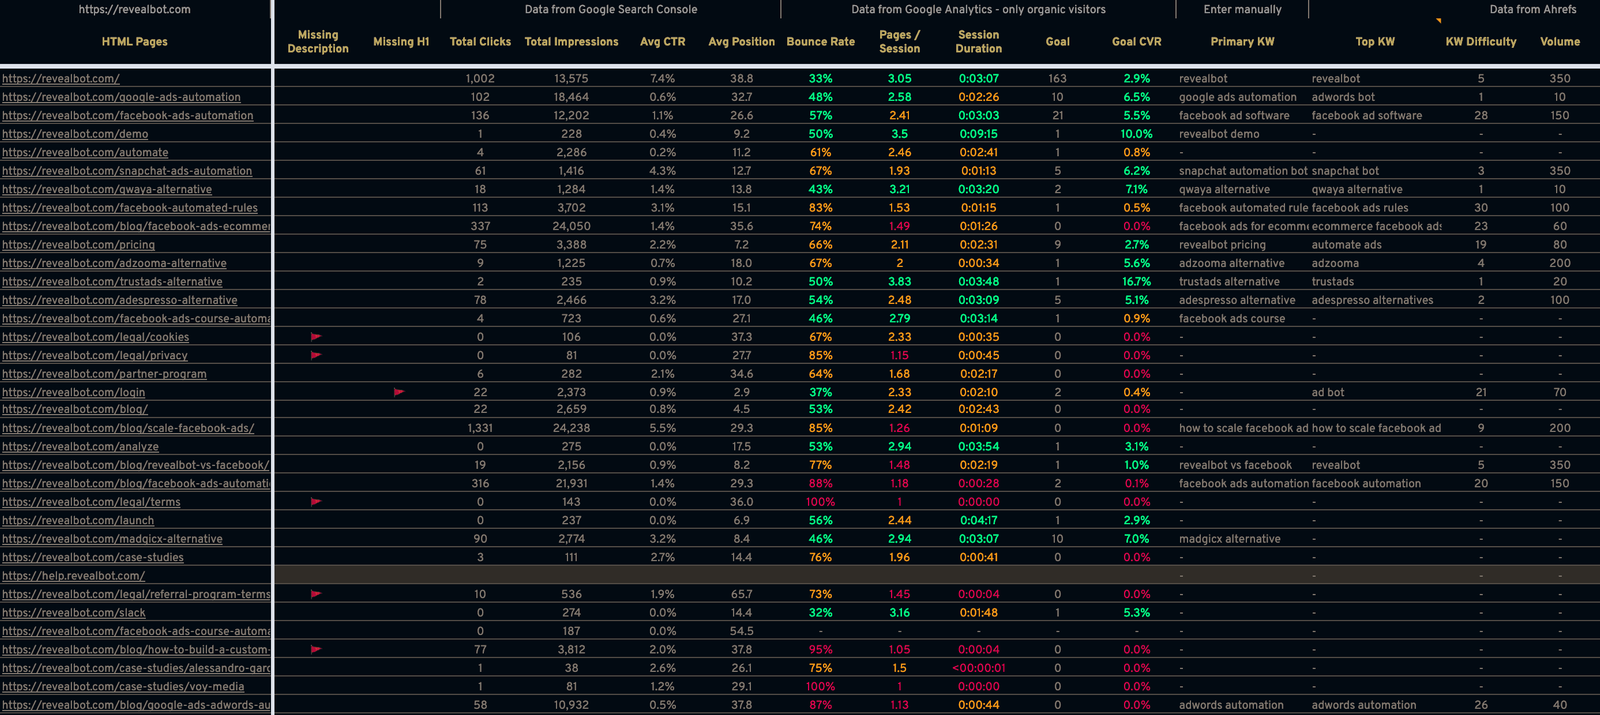 https://revealbot.com Data from Google Search Console Data from Google Analytics - only organic visitors Enter manually Data from Ahrefs
HTML Pages Missing Description Missing H1 Total Clicks Total Impressions Avg CTR Avg Position Bounce Rate Pages / Session Session Duration Goal Goal CVR Primary KW Top KW KW Difficulty Volume
https://revealbot.com/ 1,002 13,575 7.4% 38.8 33% 3.05 0:03:07 163 2.9% revealbot revealbot 5 350
https://revealbot.com/google-ads-automation 102 18,464 0.6% 32.7 48% 2.58 0:02:26 10 6.5% google ads automation adwords bot 1 10
https://revealbot.com/facebook-ads-automation 136 12,202 1.1% 26.6 57% 2.41 0:03:03 21 5.5% facebook ad software facebook ad software 28 150
https://revealbot.com/demo 1 228 0.4% 9.2 50% 3.5 0:09:15 1 10.0% revealbot demo - - -
https://revealbot.com/automate 4 2,286 0.2% 11.2 61% 2.46 0:02:41 1 0.8% - - - -
https://revealbot.com/snapchat-ads-automation 61 1,416 4.3% 12.7 67% 1.93 0:01:13 5 6.2% snapchat automation bot snapchat bot 3 350
https://revealbot.com/qwaya-alternative 18 1,284 1.4% 13.8 43% 3.21 0:03:20 2 7.1% qwaya alternative qwaya alternative 1 10
https://revealbot.com/facebook-automated-rules 113 3,702 3.1% 15.1 83% 1.53 0:01:15 1 0.5% facebook automated rule facebook ads rules 30 100
https://revealbot.com/blog/facebook-ads-ecommer 337 24,050 1.4% 35.6 74% 1.49 0:01:26 0 0.0% facebook ads for ecomm ecommerce facebook ads 23 60
https://revealbot.com/pricing 75 3,388 2.2% 7.2 66% 2.11 0:02:31 9 2.7% revealbot pricing automate ads 19 80
https://revealbot.com/adzooma-alternative 9 1,225 0.7% 18.0 67% 2 0:00:34 1 5.6% adzooma alternative adzooma 4 200
https://revealbot.com/trustads-alternative 2 235 0.9% 10.2 50% 3.83 0:03:48 1 16.7% trustads alternative trustads 1 20
https://revealbot.com/adespresso-alternative 78 2,466 3.2% 17.0 54% 2.48 0:03:09 5 5.1% adespresso alternative adespresso alternatives 2 100
https://revealbot.com/facebook-ads-course-automa 4 723 0.6% 27.1 46% 2.79 0:03:14 1 0.9% facebook ads course - - -
https://revealbot.com/legal/cookies 0 106 0.0% 37.3 67% 2.33 0:00:35 0 0.0% - - - -
https://revealbot.com/legal/privacy 0 81 0.0% 27.7 85% 1.15 0:00:45 0 0.0% - - - -
https://revealbot.com/partner-program 6 282 2.1% 34.6 64% 1.68 0:02:17 0 0.0% - - - -
https://revealbot.com/login 22 2,373 0.9% 2.9 37% 2.33 0:02:10 2 0.4% - ad bot 21 70
https://revealbot.com/blog/ 22 2,659 0.8% 4.5 53% 2.42 0:02:43 0 0.0% - - - -
https://revealbot.com/blog/scale-facebook-ads/ 1,331 24,238 5.5% 29.3 85% 1.26 0:01:09 0 0.0% how to scale facebook ad how to scale facebook ad 9 200
https://revealbot.com/analyze 0 275 0.0% 17.5 53% 2.94 0:03:54 1 3.1% - - - -
https://revealbot.com/blog/revealbot-vs-facebook/ 19 2,156 0.9% 8.2 77% 1.48 0:02:19 1 1.0% revealbot vs facebook revealbot 5 350
https://revealbot.com/blog/facebook-ads-automati 316 21,931 1.4% 29.3 88% 1.18 0:00:28 2 0.1% facebook ads automation facebook automation 20 150
https://revealbot.com/legal/terms 0 143 0.0% 36.0 100% 1 0:00:00 0 0.0% - - - -
https://revealbot.com/launch 0 237 0.0% 6.9 56% 2.44 0:04:17 1 2.9% - - - -
https://revealbot.com/madgicx-alternative 90 2,774 3.2% 8.4 46% 2.94 0:03:07 10 7.0% madgicx alternative - - -
https://revealbot.com/case-studies 3 111 2.7% 14.4 76% 1.96 0:00:41 0 0.0% - - - -
https://help.revealbot.com/ - - - -
https://revealbot.com/legal/referral-program-terms 10 536 1.9% 65.7 73% 1.45 0:00:04 0 0.0% - - - -
https://revealbot.com/slack 0 274 0.0% 14.4 32% 3.16 0:01:48 1 5.3% - - - -
https://revealbot.com/facebook-ads-course-automa 0 187 0.0% 54.5 - - - - - - - - -
https://revealbot.com/blog/how-to-build-a-custom- 77 3,812 2.0% 37.8 95% 1.05 0:00:04 0 0.0% - - - -
https://revealbot.com/case-studies/alessandro-garc 1 38 2.6% 26.1 75% 1.5 <00:00:01 0 0.0% - - - -
https://revealbot.com/case-studies/voy-media 1 81 1.2% 29.1 100% 1 0:00:00 0 0.0% - - - -
https://revealbot.com/blog/google-ads-adwords-au 58 10,932 0.5% 37.8 87% 1.13 0:00:44 0 0.0% adwords automation adwords automation 26 40